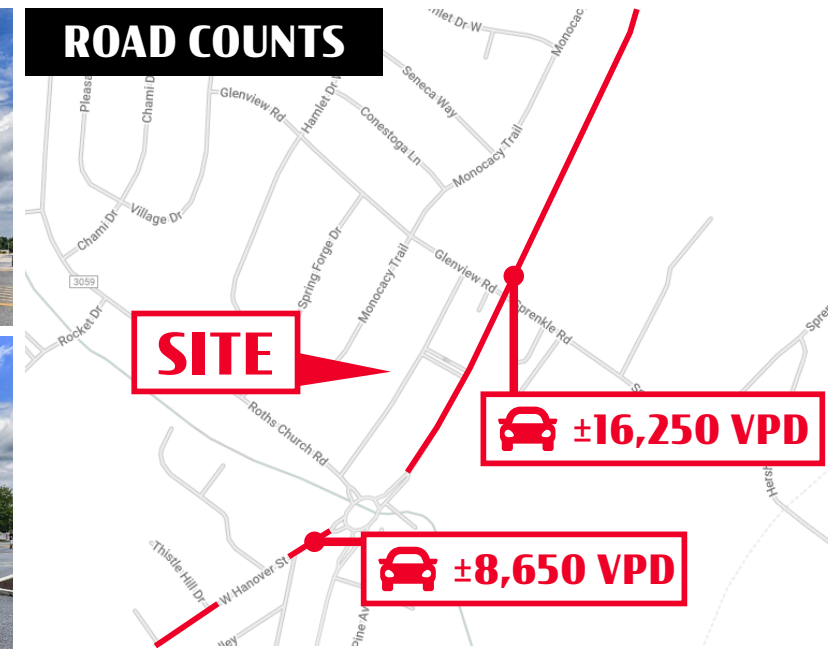 ROAD COUNTS
Glenview Rd
Seneca Way
Conestoga Ln
Monocacy Trail
Chami Dr
Village Dr
3059
Rocket Dr
Spring Forge Dr
Monocacy Trail
Glenview Rd
Sprenkle Rd
SITE
±16,250 VPD
Roths Church Rd
±8,650 VPD
Thistle Hill Dr
W Hanover St